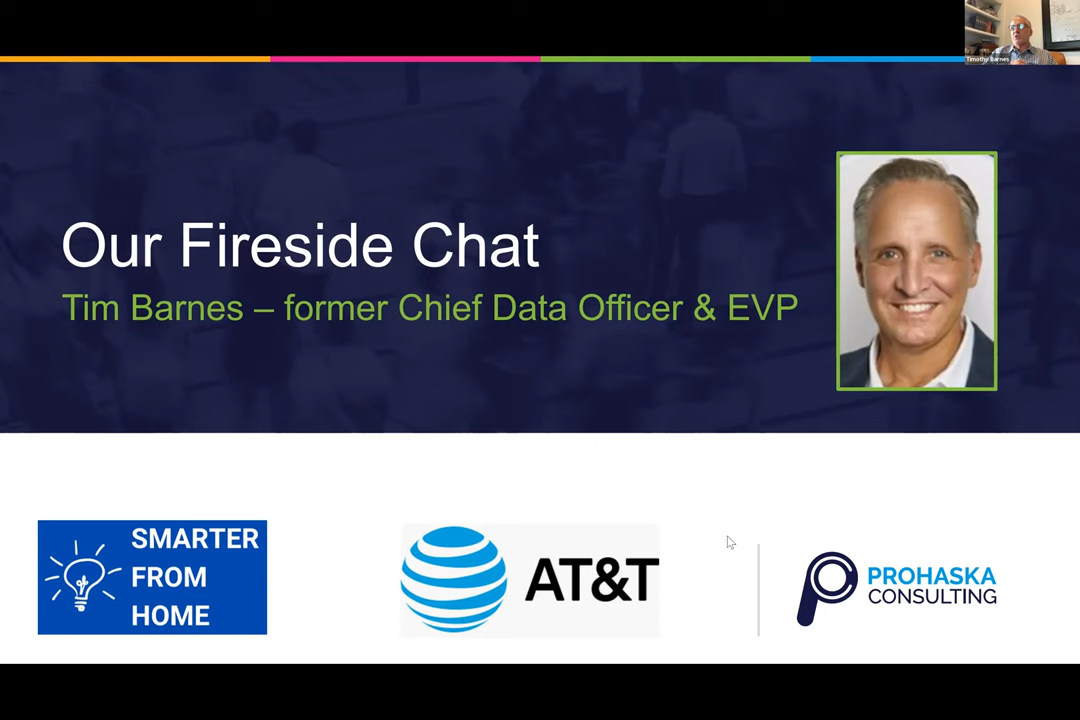 Timothy Barnes
Our Fireside Chat
Tim Barnes – former Chief Data Officer & EVP
SMARTER
FROM
HOME
AT&T
PROHASKA
CONSULTING